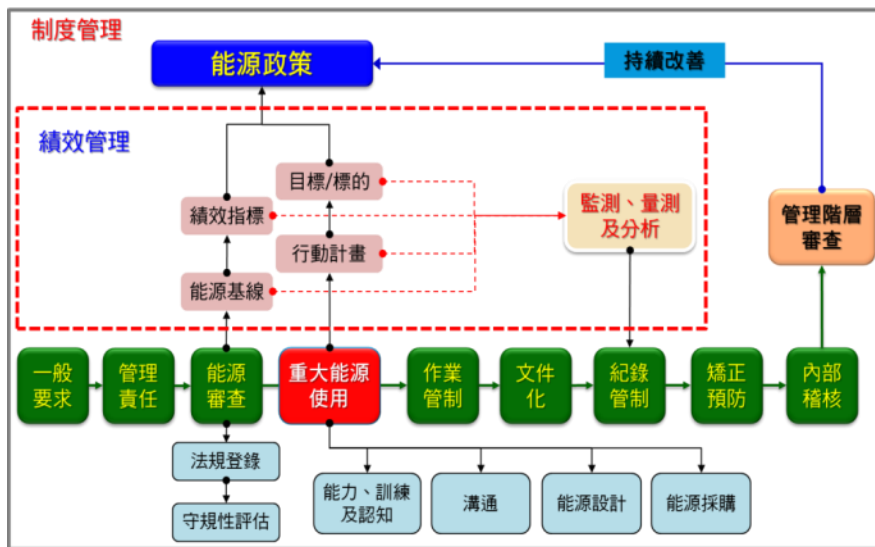 制度管理
能源政策
持續改善
績效管理
目標/標的
績效指標
監測、量測
及分析
管理階層
審查
行動計畫
能源基線
一般
要求
管理
責任
能源
審查
重大能源
使用
作業
管制
文件
化
紀錄
管制
矯正
預防
內部
稽核
法規登錄
守規性評估
能力、訓練
及認知
溝通
能源設計
能源採購